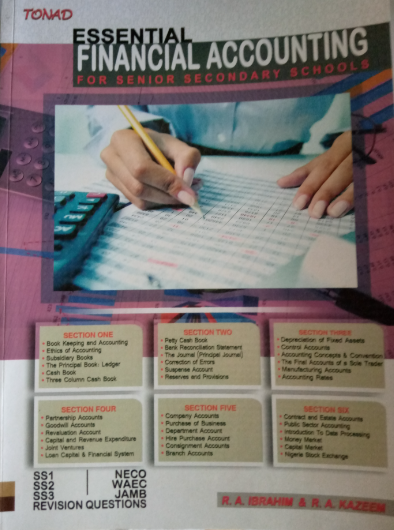 TONAD
ESSENTIAL
FINANCIAL ACCOUNTING
FOR SENIOR SECONDARY SCHOOLS
SECTION ONE
• Book Keeping and Accounting
• Ethics of Accounting
• Subsidiary Books
• The Principal Book: Ledger
• Cash Book
• Three Column Cash Book
SECTION TWO
• Petty Cash Book
• Bank Reconciliation Statement
• The Journal (Principal Journal)
• Correction of Errors
• Suspense Account
• Reserves and Provisions
SECTION THREE
• Depreciation of Fixed Assets
• Control Accounts
• Accounting Concepts & Convention
• The Final Accounts of a Sole Trader
• Manufacturing Accounts
• Accounting Ratios
SECTION FOUR
• Partnership Accounts
• Goodwill Accounts
• Revaluation Account
• Capital and Revenue Expenditure
• Joint Ventures
• Loan Capital & Financial System
SECTION FIVE
• Company Accounts
• Purchase of Business
• Department Account
• Hire Purchase Account
• Consignment Accounts
• Branch Accounts
SECTION SIX
• Contract and Estate Accounts
• Public Sector Accounting
• Introduction To Data Processing
• Money Market
• Capital Market
• Nigeria Stock Exchange
SS1 NECO
SS2 WAEC
SS3 JAMB
REVISION QUESTIONS
R. A. IBRAHIM & R. A. KAZEEM